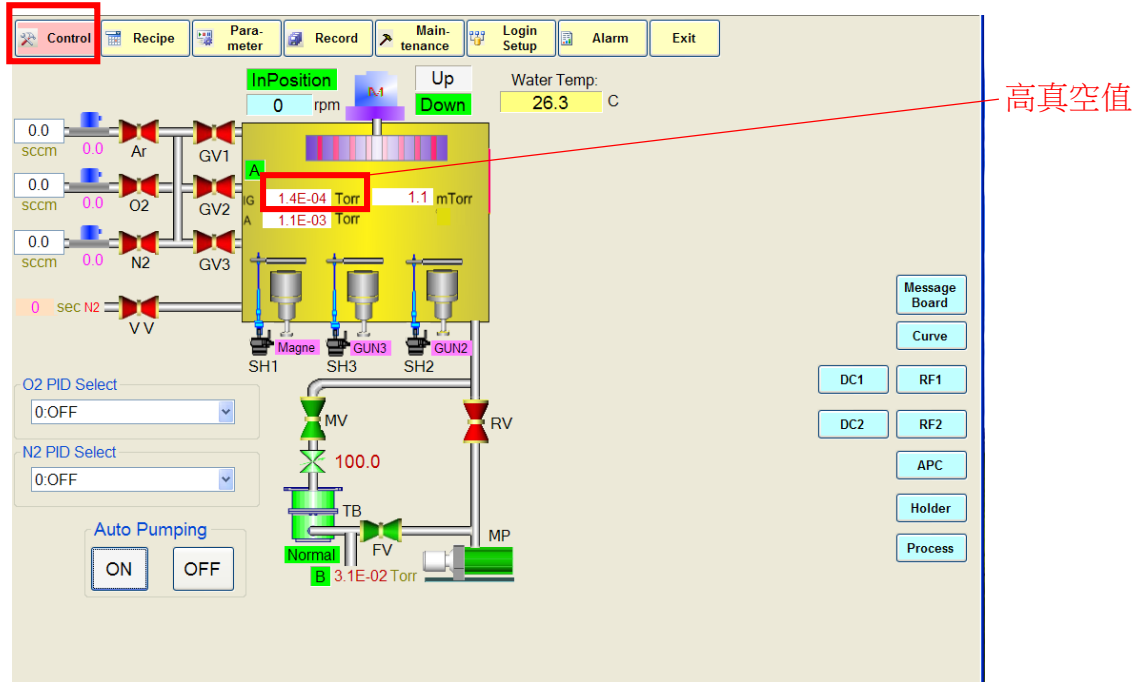 Control
Recipe
Para-
meter
Record
Main-
tenance
Login
Setup
Alarm
Exit
InPosition
0 rpm
M
Up
Down
Water Temp:
26.3 C
高真空值
0.0
sccm 0.0 Ar GV1
A
0.0
sccm 0.0 O2 GV2
IG 1.4E-04 Torr 1.1 mTorr
A 1.1E-03 Torr
0.0
sccm 0.0 N2 GV3
0 sec N2
V V
Magne GUN3 GUN2
SH1 SH3 SH2
Message
Board
Curve
DC1 RF1
DC2 RF2
APC
Holder
Process
O2 PID Select
0:OFF
N2 PID Select
0:OFF
MV RV
100.0
TB
MP
Normal FV
B 3.1E-02 Torr
Auto Pumping
ON OFF